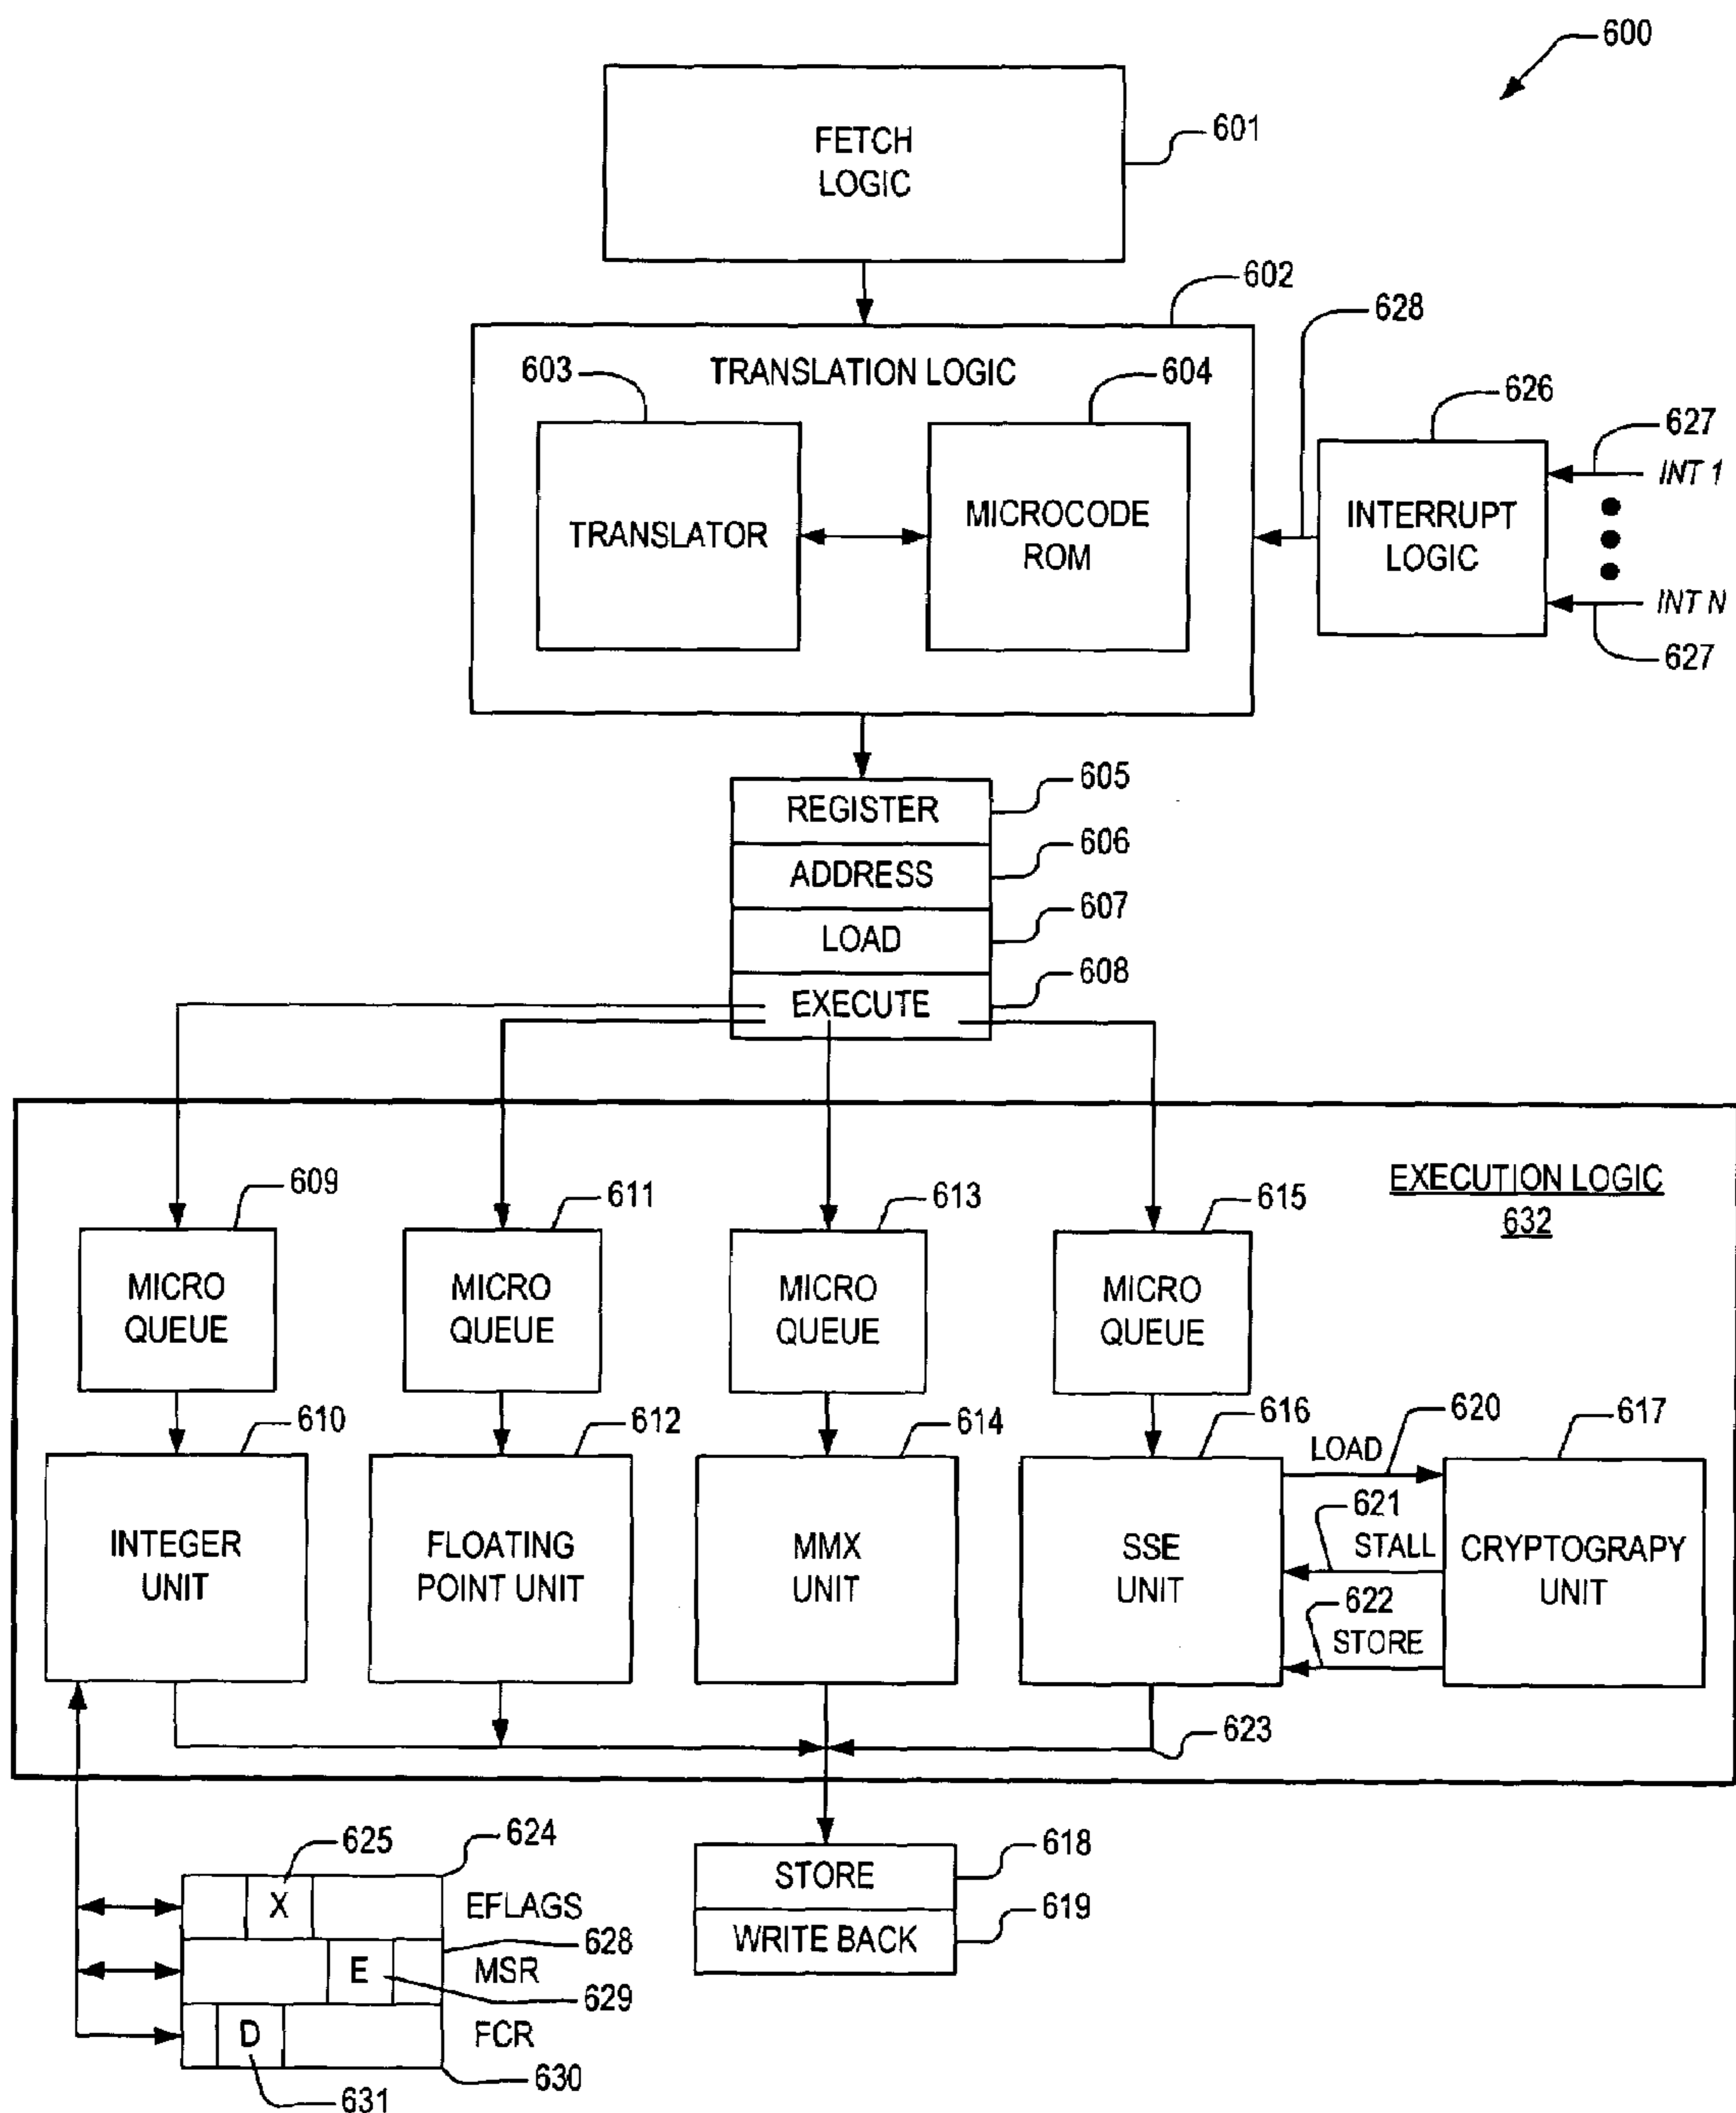 600
FETCH
LOGIC
601
602
628
TRANSLATION LOGIC
603
604
626
627
INT 1
TRANSLATOR
MICROCODE
ROM
INTERRUPT
LOGIC
INT N
627
REGISTER
605
ADDRESS
606
LOAD
607
EXECUTE
608
EXECUTION LOGIC
632
609
611
613
615
MICRO
QUEUE
MICRO
QUEUE
MICRO
QUEUE
MICRO
QUEUE
610
612
614
616
620
617
LOAD
INTEGER
UNIT
FLOATING
POINT UNIT
MMX
UNIT
SSE
UNIT
621
STALL
622
STORE
CRYPTOGRAPY
UNIT
623
625
624
X
EFLAGS
628
E
MSR
629
D
FCR
631
630
STORE
618
WRITE BACK
619